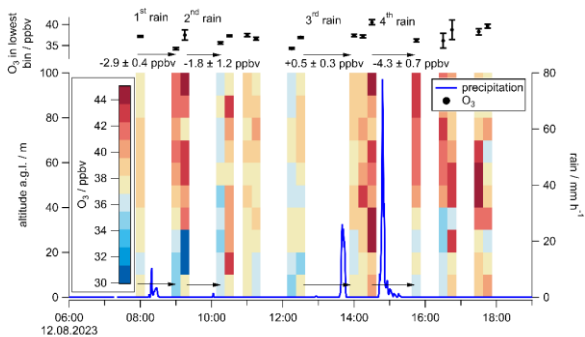 1st rain 2nd rain 3rd rain 4th rain
O3 in lowest
bin / ppbv
40
35
-2.9 ± 0.4 ppbv -1.8 ± 1.2 ppbv +0.5 ± 0.3 ppbv -4.3 ± 0.7 ppbv
altitude a.g.l. / m
100
80
60
40
20
0
O3 / ppbv
44
42
40
38
36
34
32
30
precipitation
O3
rain / mm h-1
80
60
40
20
0
06:00 08:00 10:00 12:00 14:00 16:00 18:00
12.08.2023